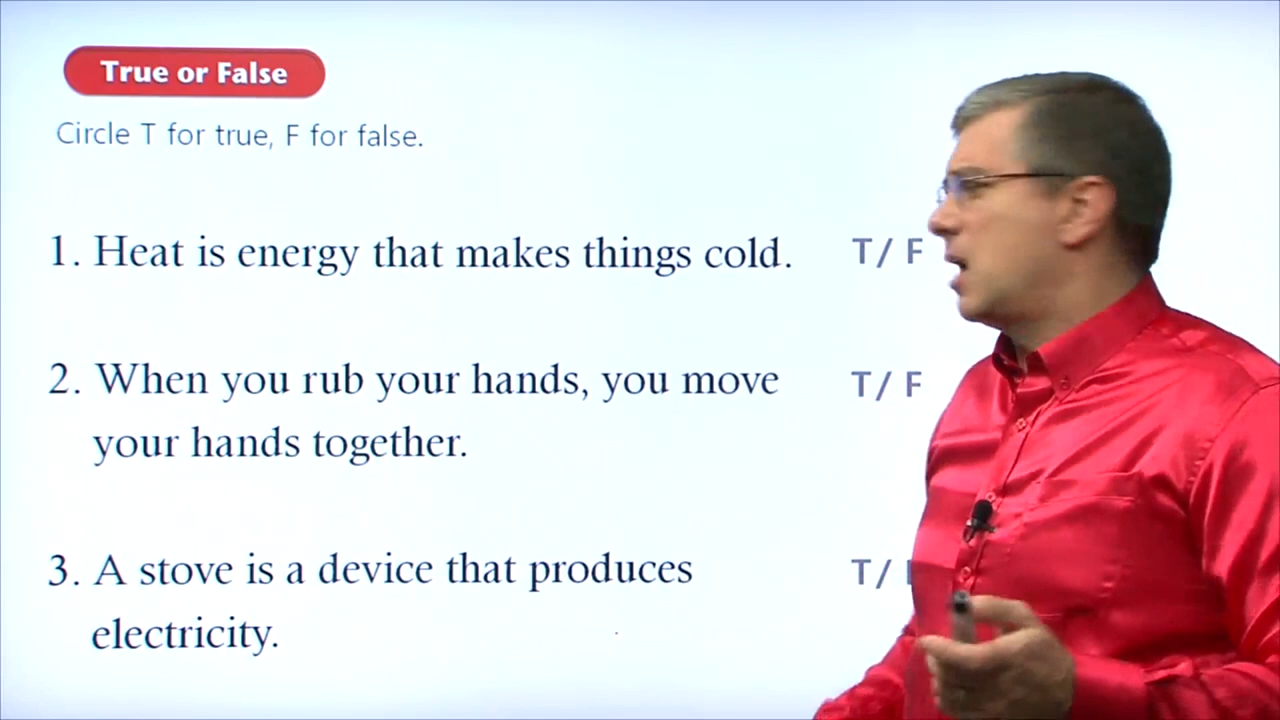 True or False
Circle T for true, F for false.
1. Heat is energy that makes things cold. T/ F
2. When you rub your hands, you move T/ F
your hands together.
3. A stove is a device that produces T/
electricity.